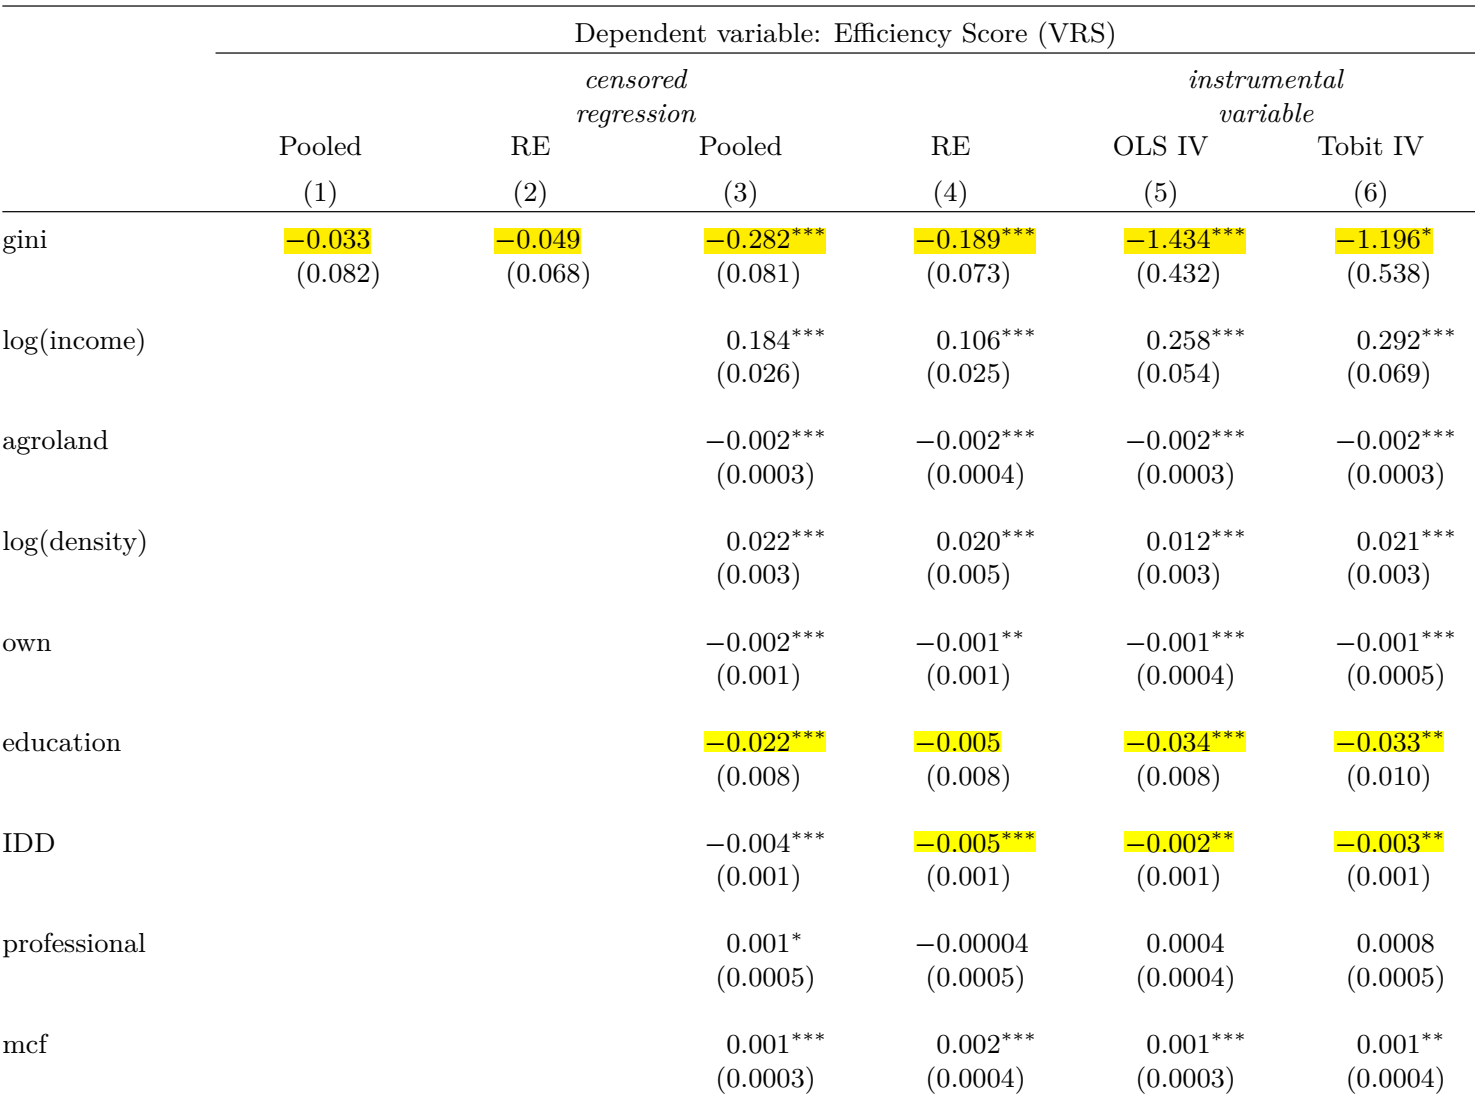 Dependent variable: Efficiency Score (VRS)
censored instrumental
regression variable
Pooled RE Pooled RE OLS IV Tobit IV
(1) (2) (3) (4) (5) (6)
gini −0.033 −0.049 −0.282*** −0.189*** −1.434*** −1.196*
(0.082) (0.068) (0.081) (0.073) (0.432) (0.538)
log(income) 0.184*** 0.106*** 0.258*** 0.292***
(0.026) (0.025) (0.054) (0.069)
agroland −0.002*** −0.002*** −0.002*** −0.002***
(0.0003) (0.0004) (0.0003) (0.0003)
log(density) 0.022*** 0.020*** 0.012*** 0.021***
(0.003) (0.005) (0.003) (0.003)
own −0.002*** −0.001** −0.001*** −0.001***
(0.001) (0.001) (0.0004) (0.0005)
education −0.022*** −0.005 −0.034*** −0.033**
(0.008) (0.008) (0.008) (0.010)
IDD −0.004*** −0.005*** −0.002** −0.003**
(0.001) (0.001) (0.001) (0.001)
professional 0.001* −0.00004 0.0004 0.0008
(0.0005) (0.0005) (0.0004) (0.0005)
mcf 0.001*** 0.002*** 0.001*** 0.001**
(0.0003) (0.0004) (0.0003) (0.0004)